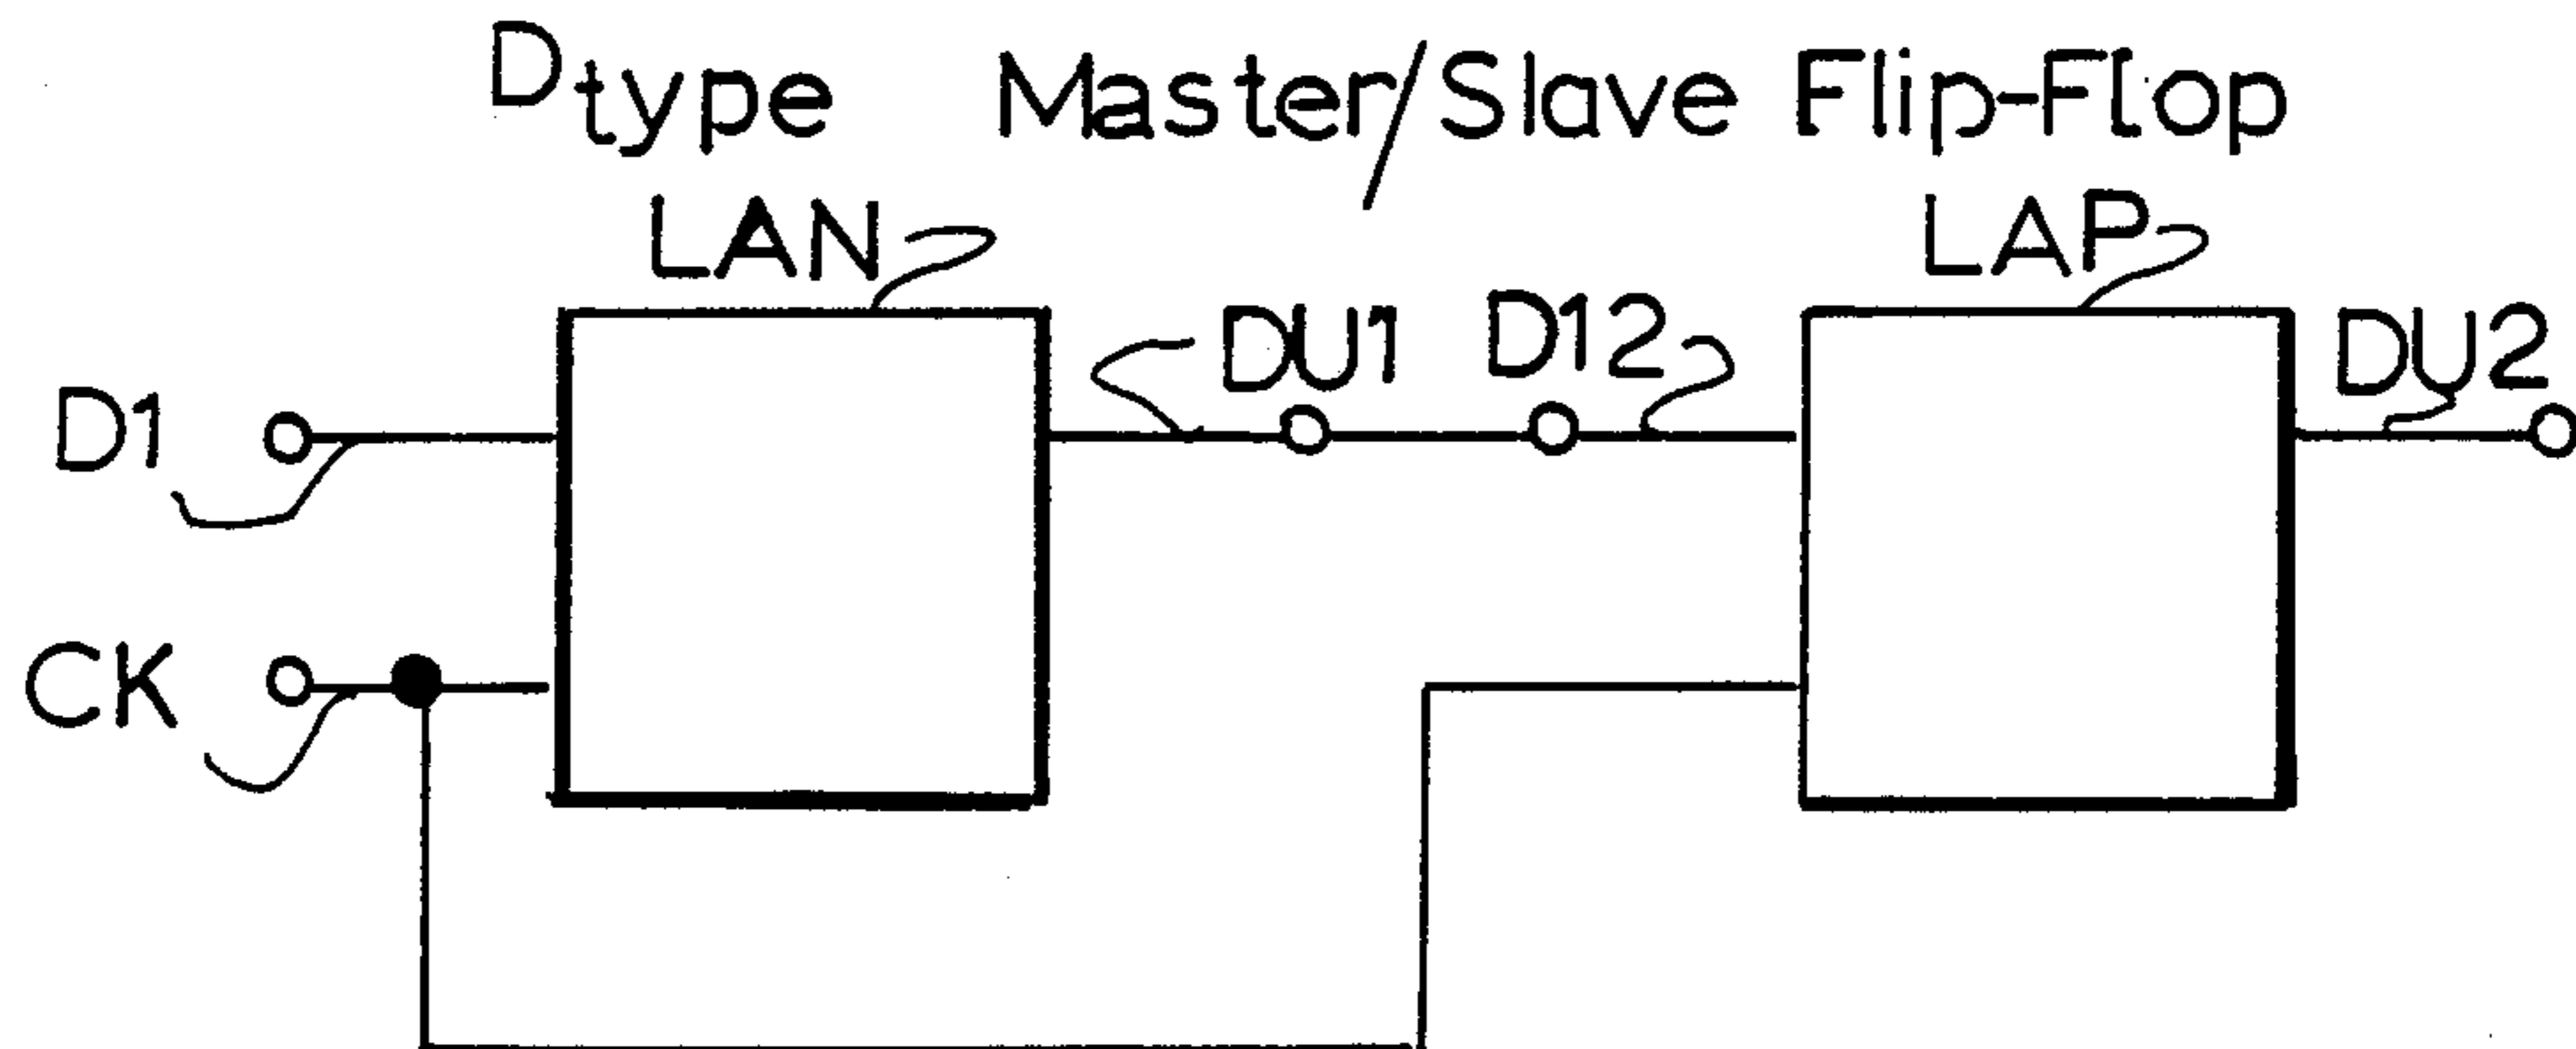 Dtype Master/Slave Flip-Flop
LAN
LAP
DU1
D12
DU2
D1
CK